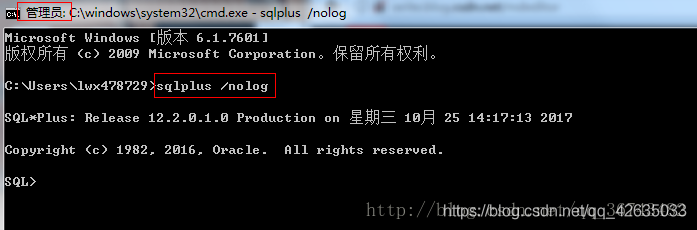 管理员: C:\windows\system32\cmd.exe - sqlplus /nolog
Microsoft Windows [版本 6.1.7601]
版权所有 (c) 2009 Microsoft Corporation。保留所有权利。
C:\Users\lwx478729>sqlplus /nolog
SQL*Plus: Release 12.2.0.1.0 Production on 星期三 10月 25 14:17:13 2017
Copyright (c) 1982, 2016, Oracle.  All rights reserved.
SQL>
https://blog.csdn.net/qq_42635033